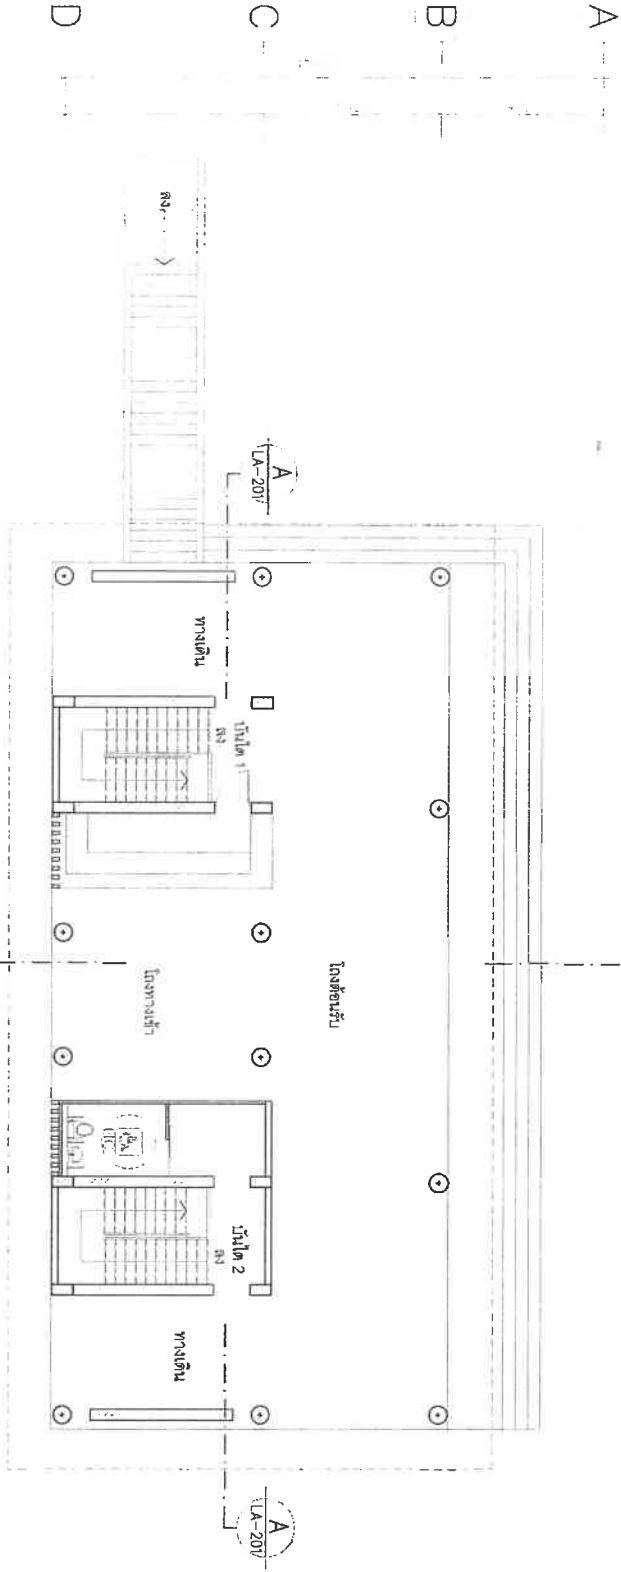 A
B
C
D
A
LA-201
ทางเดิน
บันได 1
ลง
โถงต้อนรับ
โถงทางเข้า
บันได 2
ลง
ทางเดิน
A
LA-201